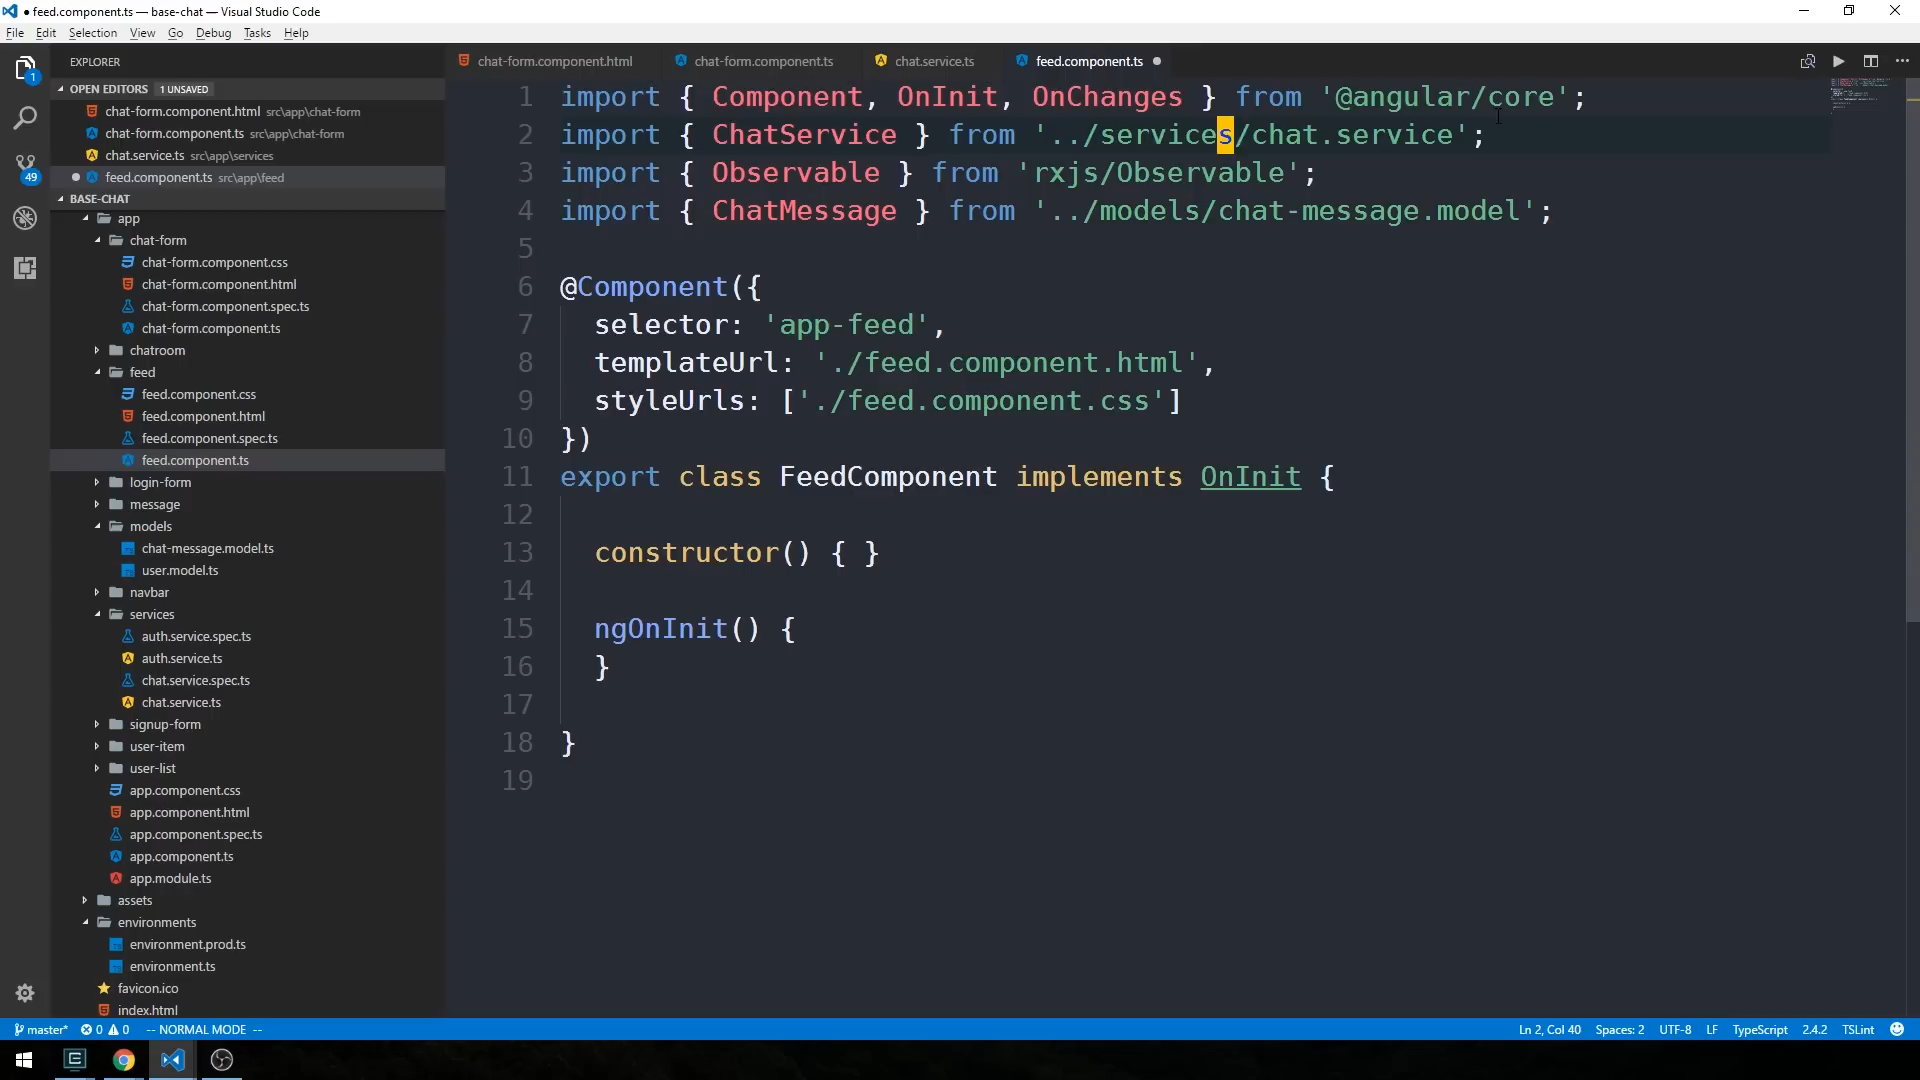 ● feed.component.ts — base-chat — Visual Studio Code
File Edit Selection View Go Debug Tasks Help
EXPLORER
OPEN EDITORS 1 UNSAVED
chat-form.component.html src\app\chat-form
chat-form.component.ts src\app\chat-form
chat.service.ts src\app\services
● feed.component.ts src\app\feed
BASE-CHAT
app
chat-form
chat-form.component.css
chat-form.component.html
chat-form.component.spec.ts
chat-form.component.ts
chatroom
feed
feed.component.css
feed.component.html
feed.component.spec.ts
feed.component.ts
login-form
message
models
chat-message.model.ts
user.model.ts
navbar
services
auth.service.spec.ts
auth.service.ts
chat.service.spec.ts
chat.service.ts
signup-form
user-item
user-list
app.component.css
app.component.html
app.component.spec.ts
app.component.ts
app.module.ts
assets
environments
environment.prod.ts
environment.ts
favicon.ico
index.html
1
49
chat-form.component.html chat-form.component.ts chat.service.ts feed.component.ts ●
1 import { Component, OnInit, OnChanges } from '@angular/core';
2 import { ChatService } from '../services/chat.service';
3 import { Observable } from 'rxjs/Observable';
4 import { ChatMessage } from '../models/chat-message.model';
5
6 @Component({
7 selector: 'app-feed',
8 templateUrl: './feed.component.html',
9 styleUrls: ['./feed.component.css']
10 })
11 export class FeedComponent implements OnInit {
12
13 constructor() { }
14
15 ngOnInit() {
16 }
17
18 }
19
master* 0 0 -- NORMAL MODE -- Ln 2, Col 40 Spaces: 2 UTF-8 LF TypeScript 2.4.2 TSLint